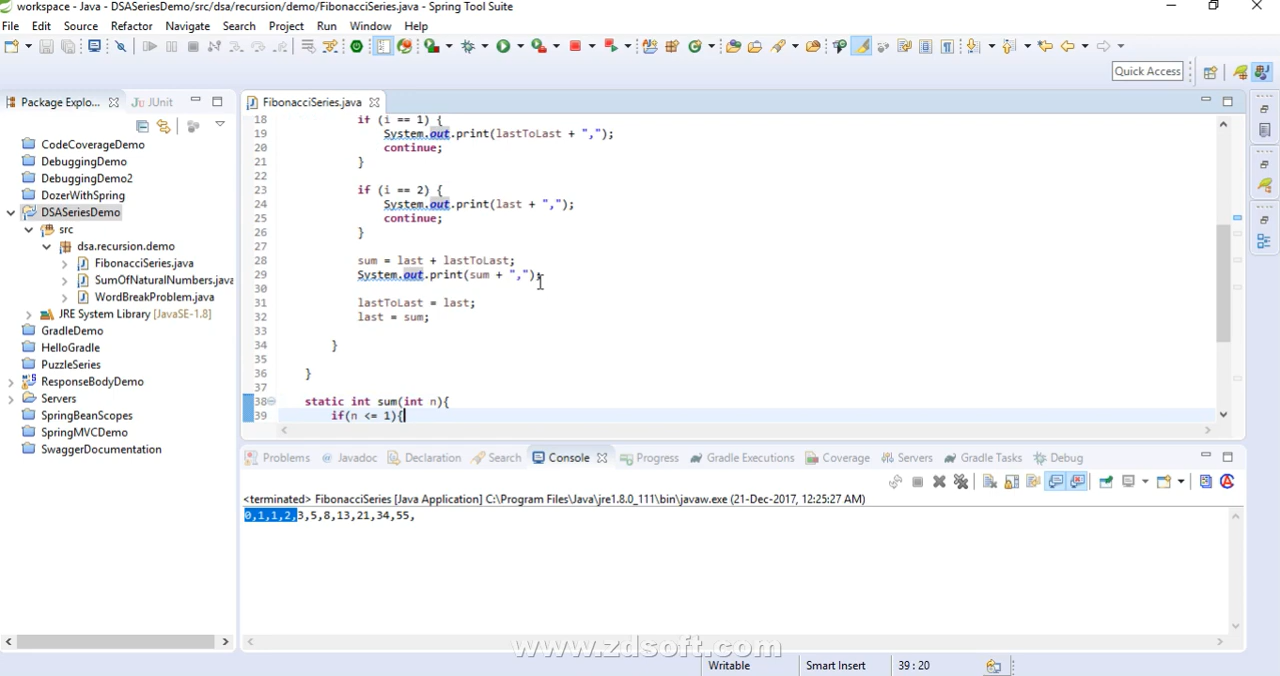 workspace - Java - DSASeriesDemo/src/dsa/recursion/demo/FibonacciSeries.java - Spring Tool Suite
File Edit Source Refactor Navigate Search Project Run Window Help
Quick Access
Package Explo... JUnit
FibonacciSeries.java
CodeCoverageDemo
DebuggingDemo
DebuggingDemo2
DozerWithSpring
DSASeriesDemo
src
dsa.recursion.demo
FibonacciSeries.java
SumOfNaturalNumbers.java
WordBreakProblem.java
JRE System Library [JavaSE-1.8]
GradleDemo
HelloGradle
PuzzleSeries
ResponseBodyDemo
Servers
SpringBeanScopes
SpringMVCDemo
SwaggerDocumentation
18 if (i == 1) {
19 System.out.print(lastToLast + ",");
20 continue;
21 }
22
23 if (i == 2) {
24 System.out.print(last + ",");
25 continue;
26 }
27
28 sum = last + lastToLast;
29 System.out.print(sum + ",");
30
31 lastToLast = last;
32 last = sum;
33
34 }
35
36 }
37
38 static int sum(int n){
39 if(n <= 1){
Problems Javadoc Declaration Search Console Progress Gradle Executions Coverage Servers Gradle Tasks Debug
<terminated> FibonacciSeries [Java Application] C:\Program Files\Java\jre1.8.0_111\bin\javaw.exe (21-Dec-2017, 12:25:27 AM)
0,1,1,2,3,5,8,13,21,34,55,
www.zdsoft.com
Writable Smart Insert 39 : 20